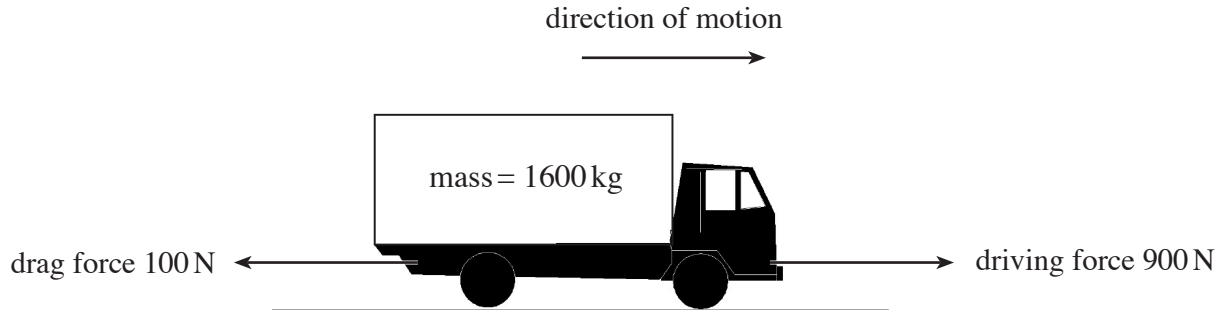 direction of motion
mass = 1600 kg
drag force 100 N
driving force 900 N